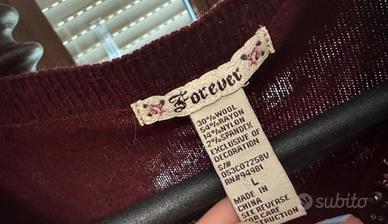 Forever
30% WOOL
54% RAYON
14% NYLON
2% SPANDEX
EXCLUSIVE OF
DECORATION
S/M
053C07258V
RN#94981
MADE IN
CHINA
SEE REVERSE
FOR CARE
subito